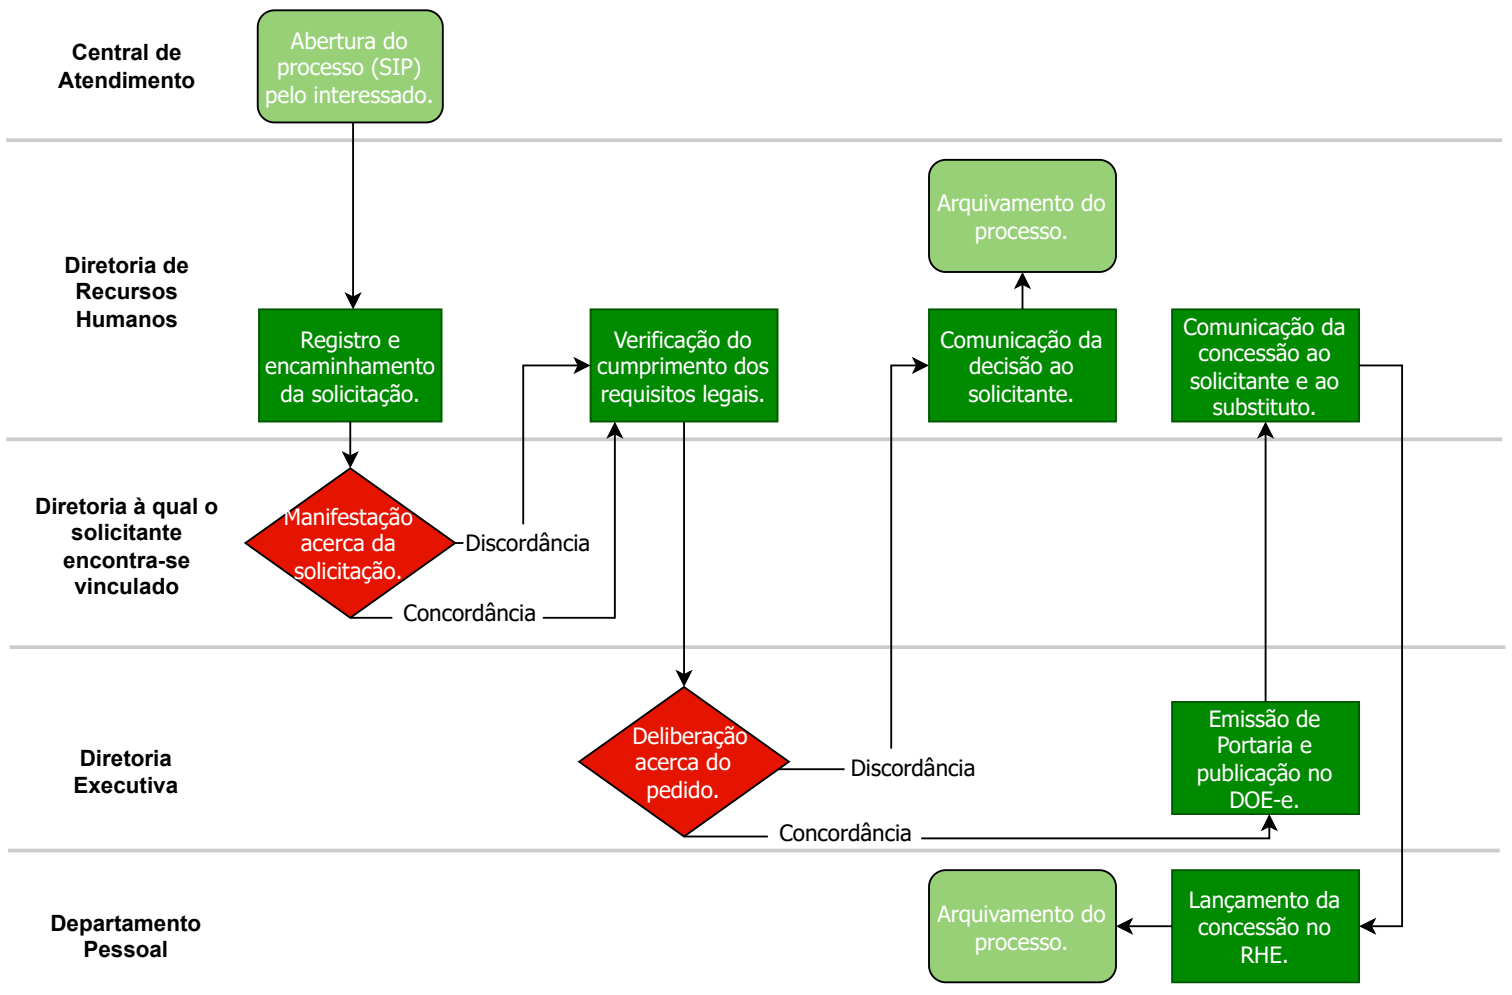 Central de
Atendimento
Abertura do
processo (SIP)
pelo interessado.
Diretoria de
Recursos
Humanos
Arquivamento do
processo.
Registro e
encaminhamento
da solicitação.
Verificação do
cumprimento dos
requisitos legais.
Comunicação da
decisão ao
solicitante.
Comunicação da
concessão ao
solicitante e ao
substituto.
Diretoria à qual o
solicitante
encontra-se
vinculado
Manifestação
acerca da
solicitação.
Discordância
Concordância
Diretoria
Executiva
Deliberação
acerca do
pedido.
Discordância
Concordância
Emissão de
Portaria e
publicação no
DOE-e.
Departamento
Pessoal
Arquivamento do
processo.
Lançamento da
concessão no
RHE.